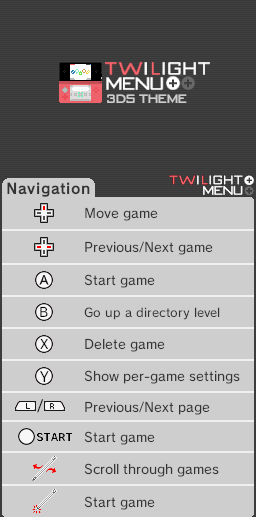 TWiLIGHT
MENU++
3DS THEME
TWiLIGHT
MENU++
Navigation
Move game
Previous/Next game
A Start game
B Go up a directory level
X Delete game
Y Show per-game settings
L/R Previous/Next page
START Start game
Scroll through games
Start game